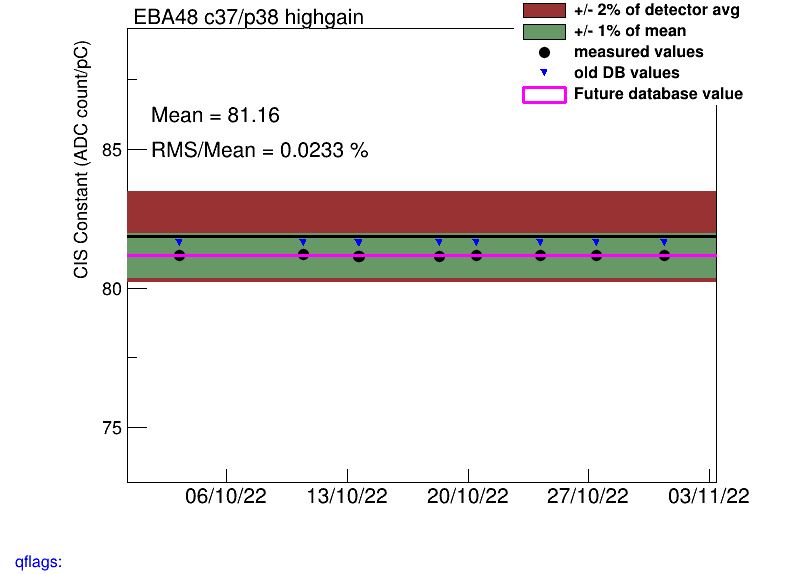 EBA48 c37/p38 highgain
+/- 2% of detector avg
+/- 1% of mean
measured values
old DB values
Future database value
CIS Constant (ADC count/pC)
Mean = 81.16
RMS/Mean = 0.0233 %
85
80
75
06/10/22 13/10/22 20/10/22 27/10/22 03/11/22
qflags: